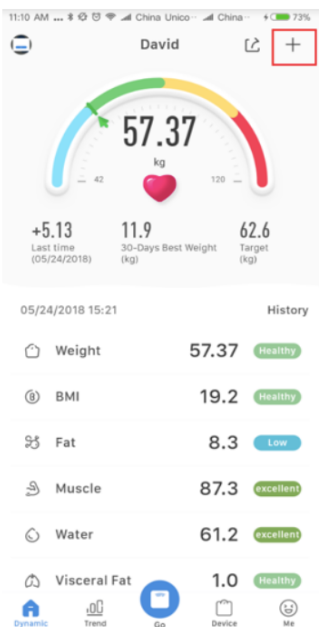 11:10 AM ... China Unico... China... 73%
David
57.37
kg
42 120
+5.13 11.9 62.6
Last time 30-Days Best Weight Target
(05/24/2018) (kg) (kg)
05/24/2018 15:21 History
Weight 57.37 Healthy
BMI 19.2 Healthy
Fat 8.3 Low
Muscle 87.3 excellent
Water 61.2 excellent
Visceral Fat 1.0 Healthy
Dynamic Trend Go Device Me